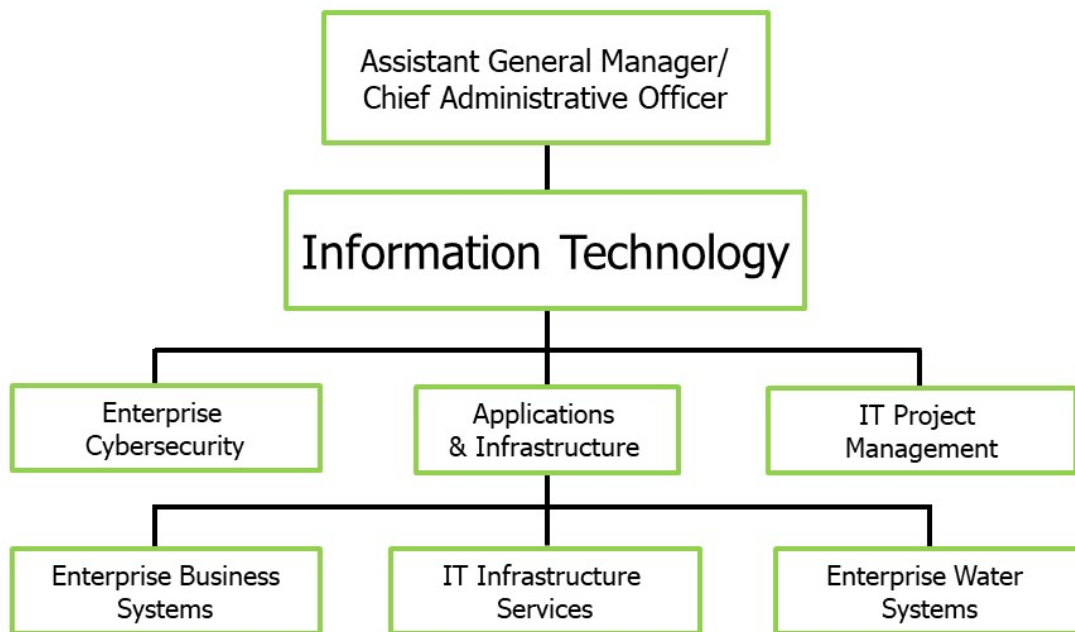 Assistant General Manager/
Chief Administrative Officer
Information Technology
Enterprise
Cybersecurity
Applications
& Infrastructure
IT Project
Management
Enterprise Business
Systems
IT Infrastructure
Services
Enterprise Water
Systems